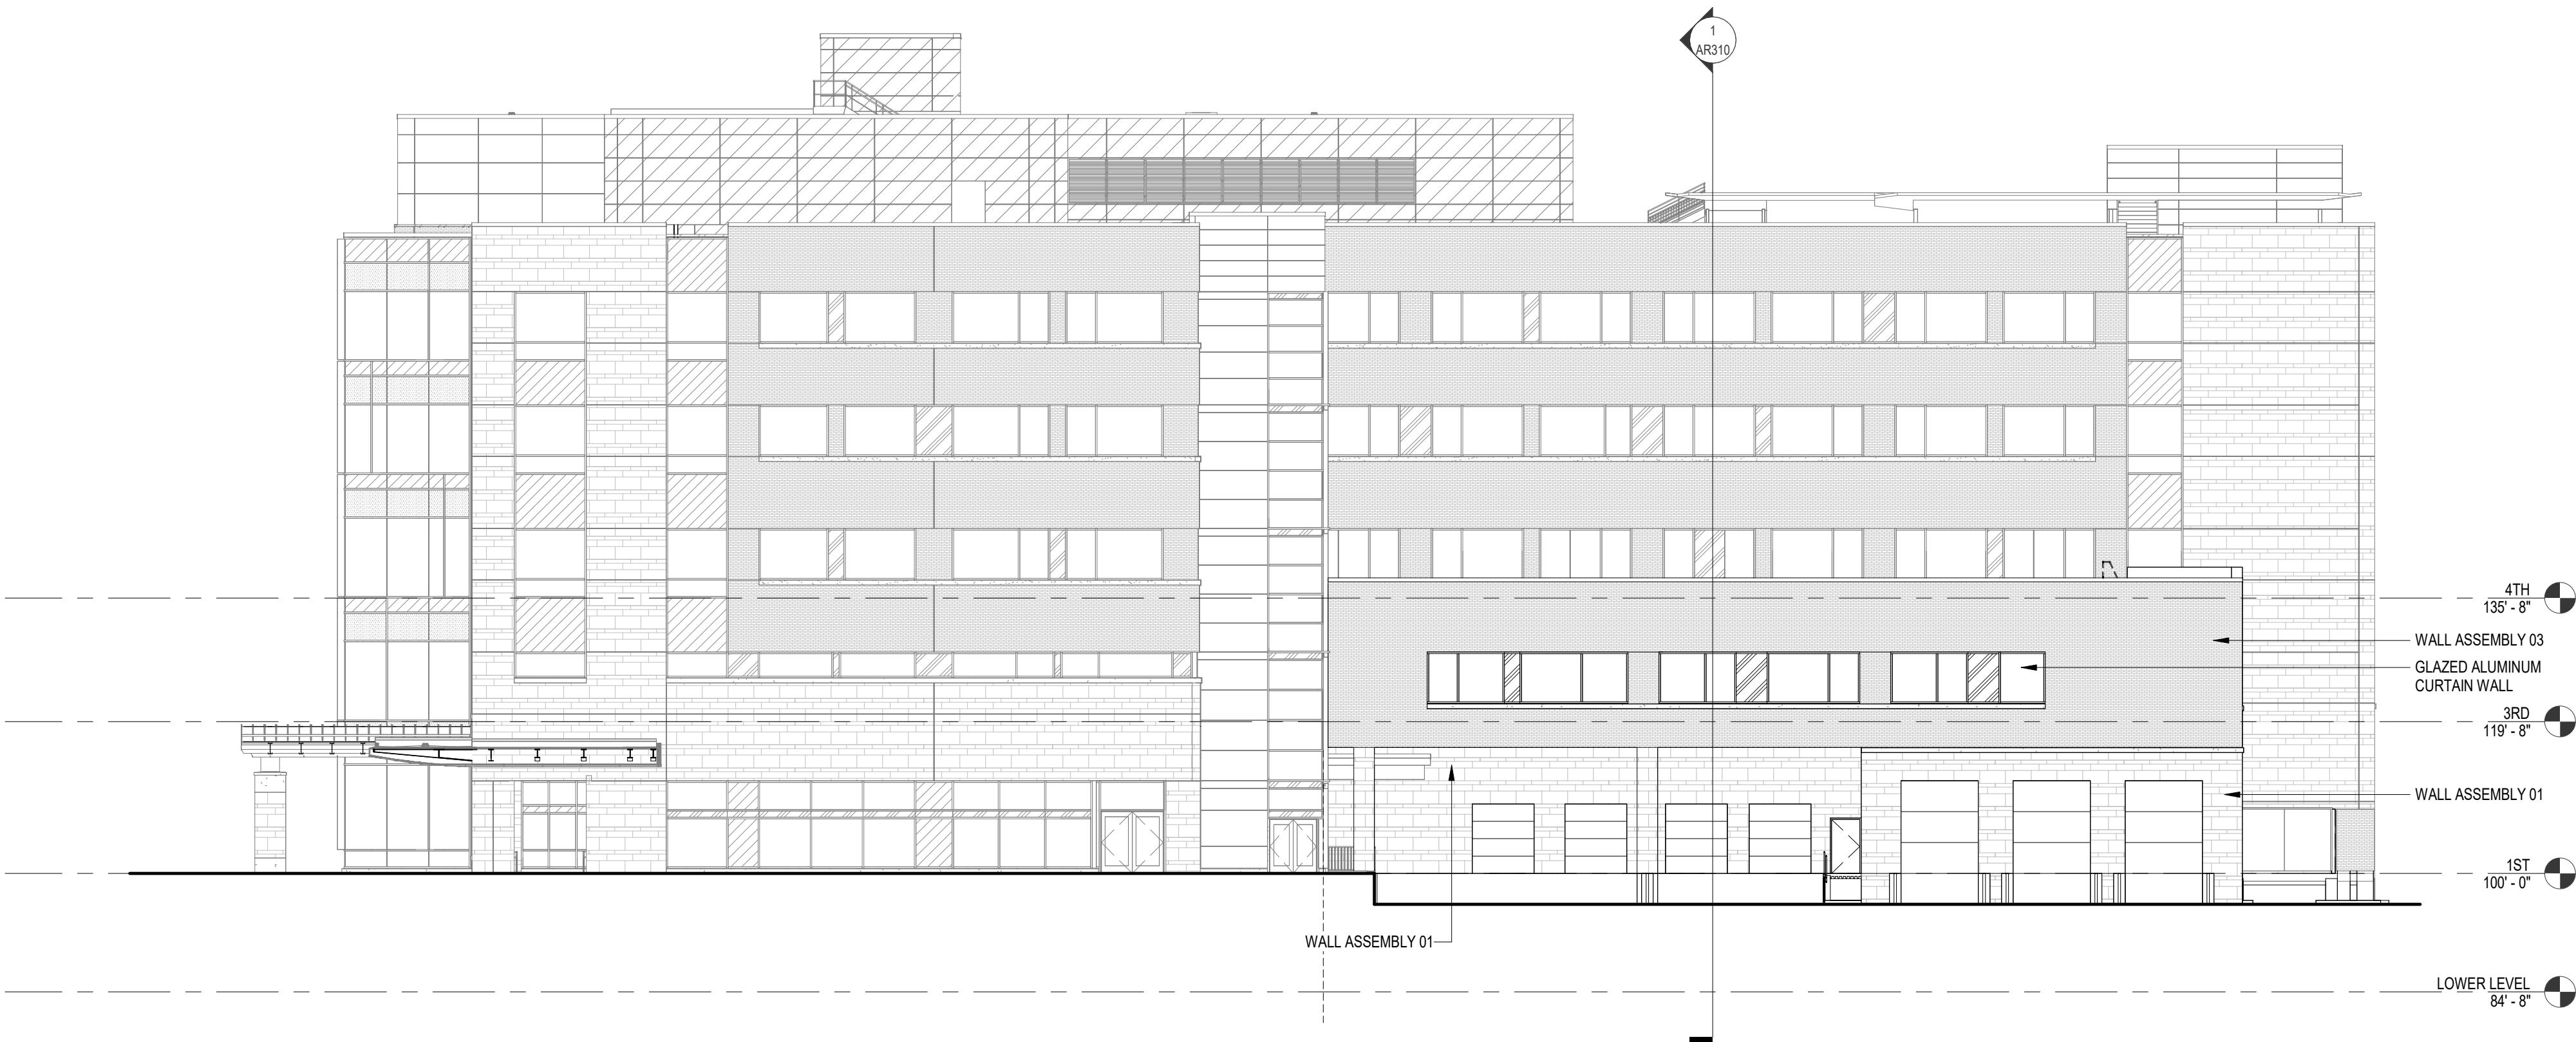 1
AR310
4TH
135' - 8"
WALL ASSEMBLY 03
GLAZED ALUMINUM
CURTAIN WALL
3RD
119' - 8"
WALL ASSEMBLY 01
1ST
100' - 0"
WALL ASSEMBLY 01
LOWER LEVEL
84' - 8"